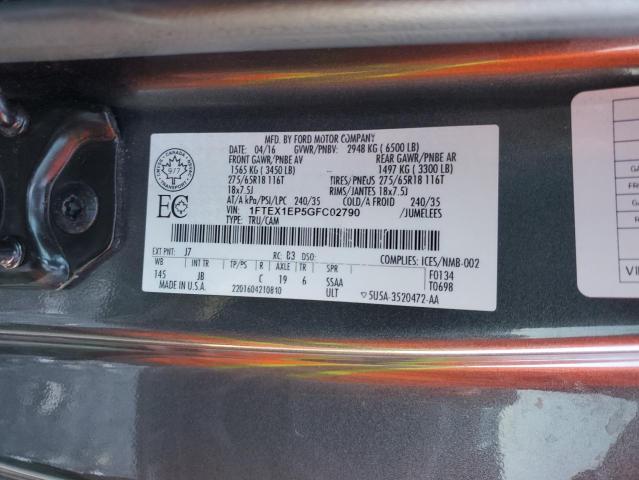 MFD. BY FORD MOTOR COMPANY
DATE: 04/16 GVWR/PNBV: 2948 KG ( 6500 LB)
FRONT GAWR/PNBE AV REAR GAWR/PNBE AR
1565 KG ( 3450 LB) 1497 KG ( 3300 LB)
275/65R18 116T TIRES/PNEUS 275/65R18 116T
18x7.5J RIMS/JANTES 18x7.5J
AT/A kPa/PSI/LPC 240/35 COLD/A FROID 240/35
VIN: 1FTEX1EP5GFC02790 /JUMELEES
TYPE: TRU/CAM
CANADA
977
TRANSPORT
EC
EXT PNT: J7 RC: B3 DSO: COMPLIES: ICES/NMB-002
WB INT TR TP/PS R AXLE TR SPR F0134
145 JB C 19 6 SSAA T0698
MADE IN U.S.A. 2201604210810 ULT 5U5A-3520472-AA